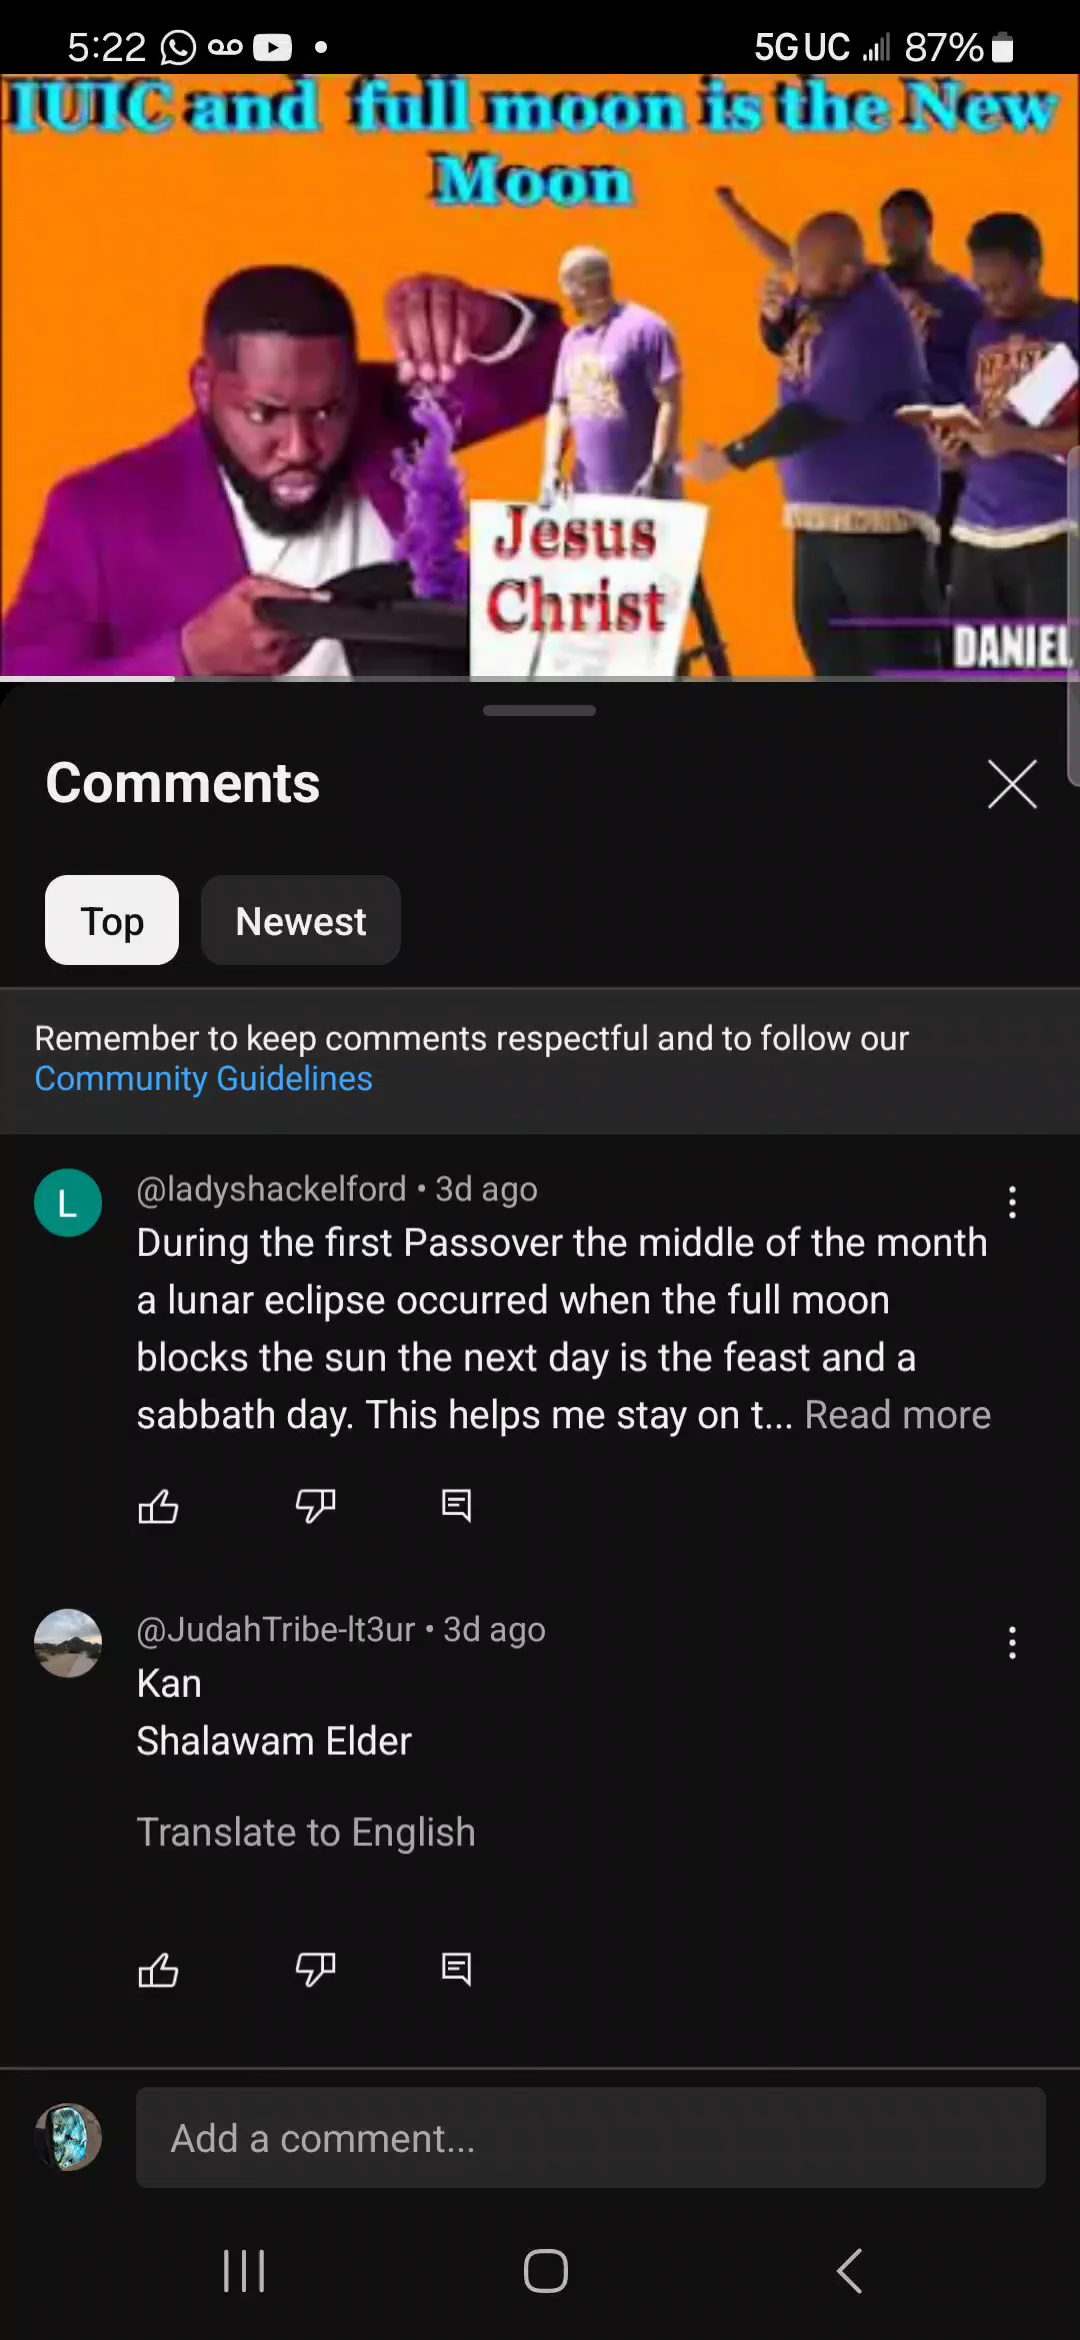 5:22
5G UC 87%
IUIC and full moon is the New
Moon
Jesus
Christ
DANIEL
Comments
Top
Newest
Remember to keep comments respectful and to follow our
Community Guidelines
L
@ladyshackelford • 3d ago
During the first Passover the middle of the month
a lunar eclipse occurred when the full moon
blocks the sun the next day is the feast and a
sabbath day. This helps me stay on t... Read more
@JudahTribe-lt3ur • 3d ago
Kan
Shalawam Elder
Translate to English
Add a comment...